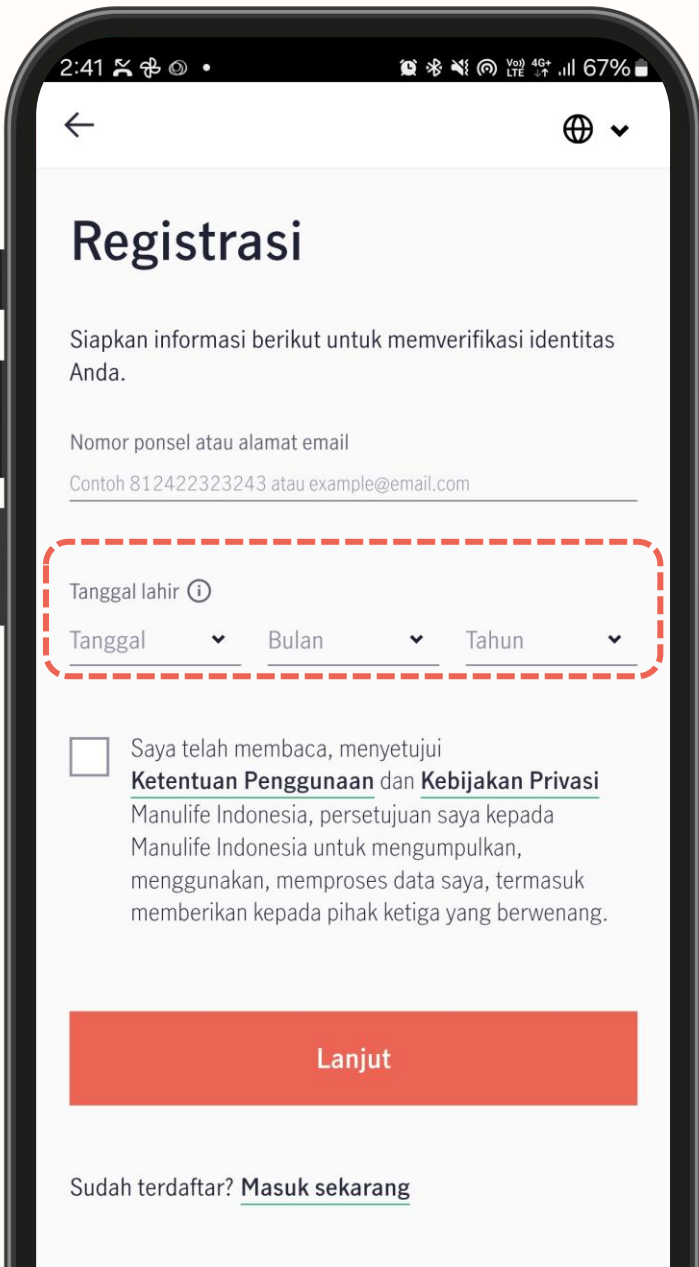 2:41
Vo)) LTE 4G+ 67%
Registrasi
Siapkan informasi berikut untuk memverifikasi identitas
Anda.
Nomor ponsel atau alamat email
Contoh 812422323243 atau example@email.com
Tanggal lahir
Tanggal Bulan Tahun
Saya telah membaca, menyetujui
Ketentuan Penggunaan dan Kebijakan Privasi
Manulife Indonesia, persetujuan saya kepada
Manulife Indonesia untuk mengumpulkan,
menggunakan, memproses data saya, termasuk
memberikan kepada pihak ketiga yang berwenang.
Lanjut
Sudah terdaftar? Masuk sekarang